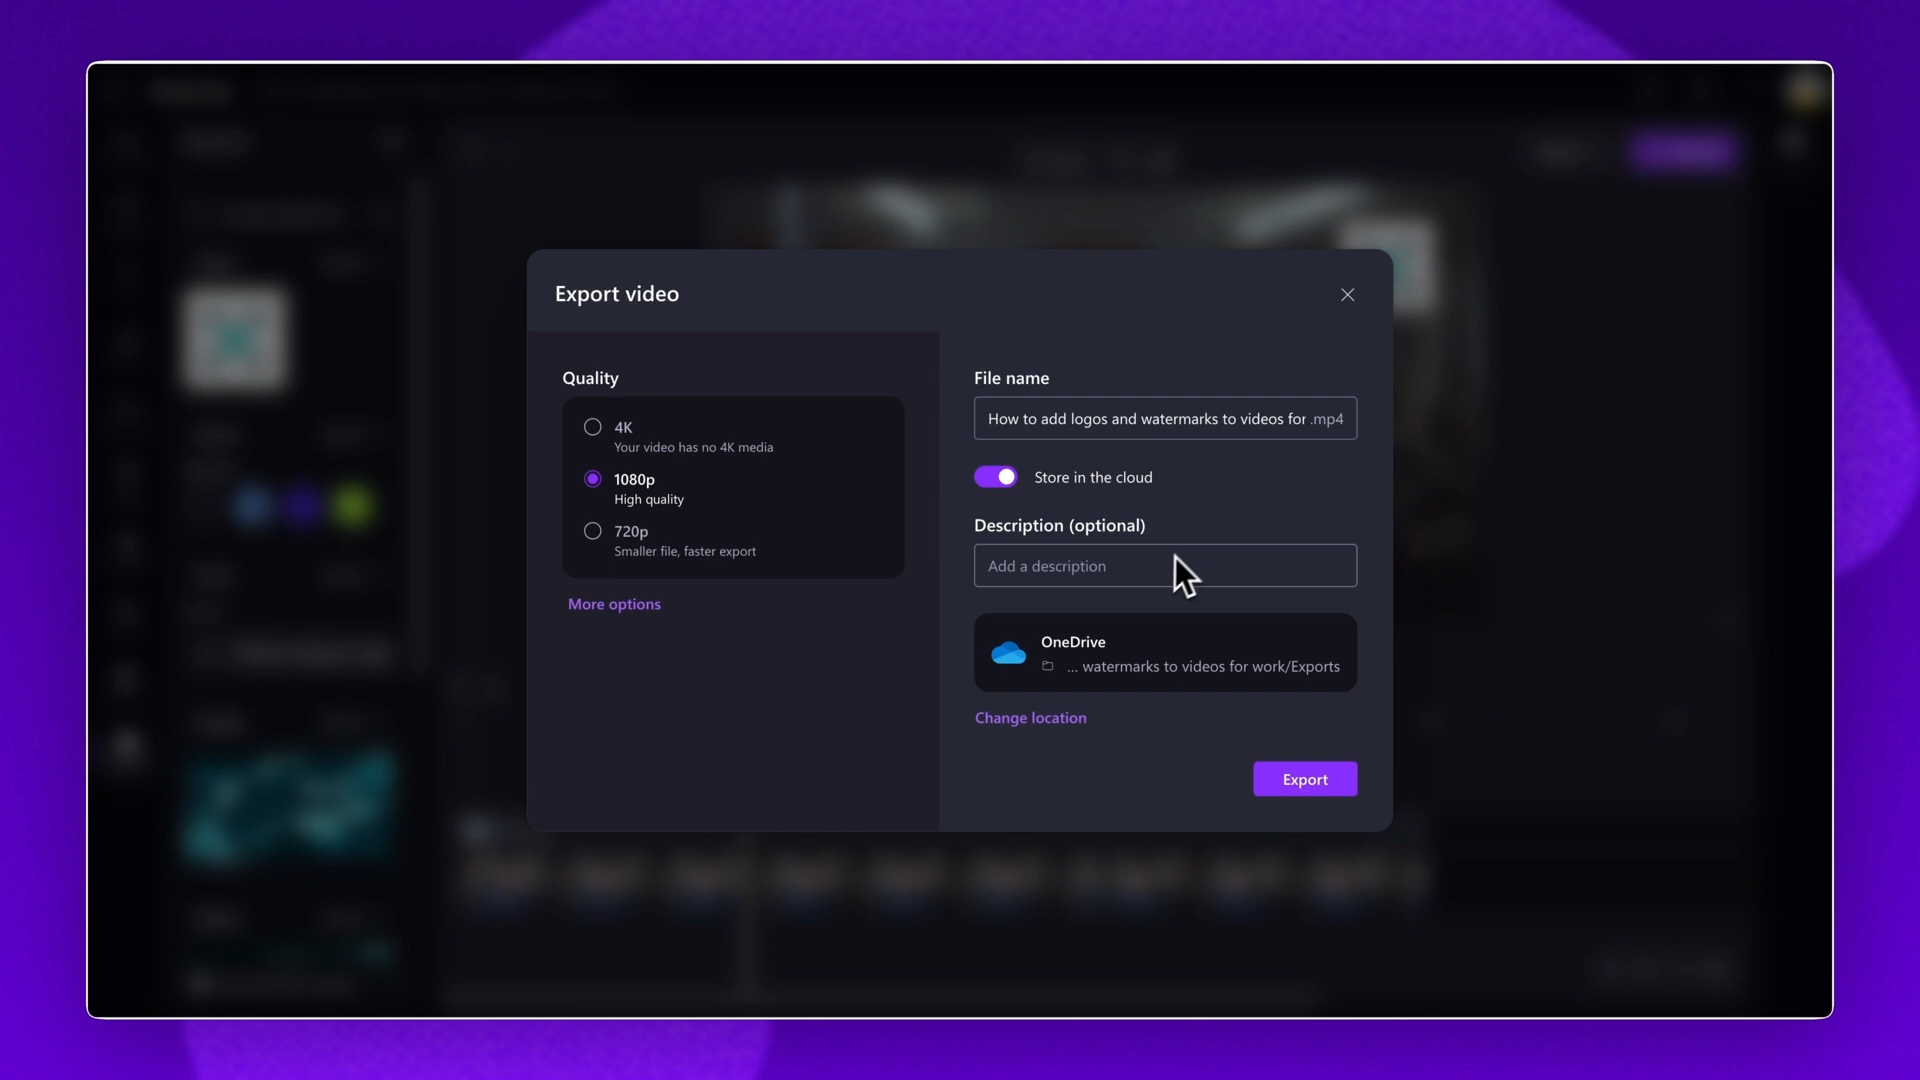 Export video
Quality
4K
Your video has no 4K media
1080p
High quality
720p
Smaller file, faster export
More options
File name
How to add logos and watermarks to videos for .mp4
Store in the cloud
Description (optional)
Add a description
OneDrive
... watermarks to videos for work/Exports
Change location
Export